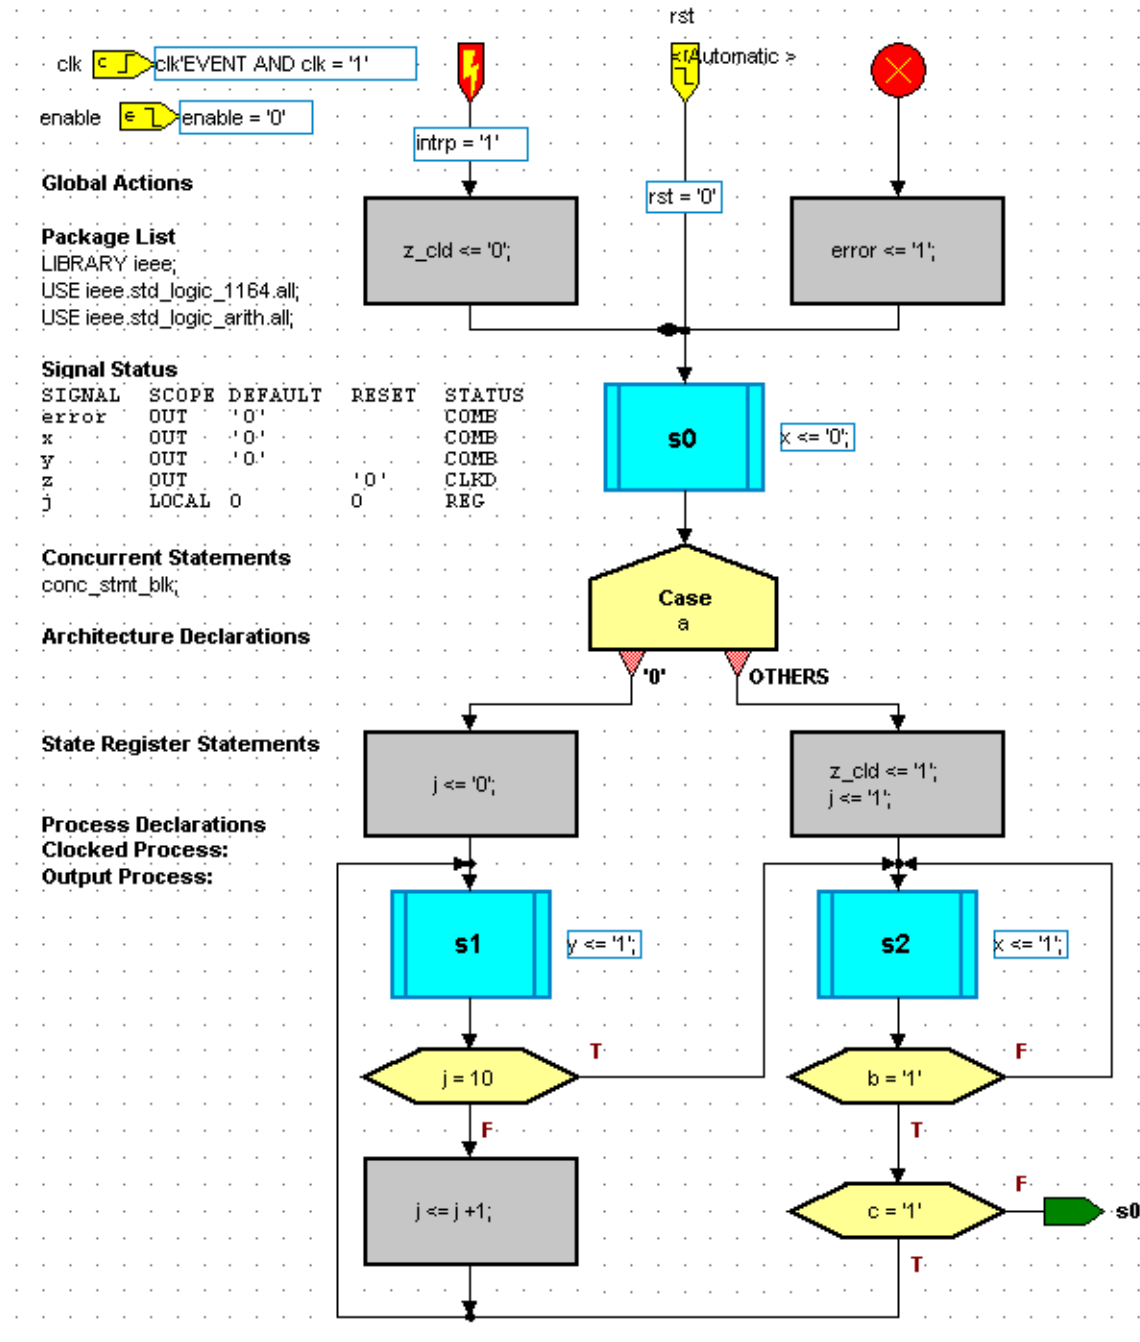 rst
clk
c
clk'EVENT AND clk = '1'
< Automatic >
enable
e
enable = '0'
intrp = '1'
rst = '0'
Global Actions
Package List
LIBRARY ieee;
USE ieee.std_logic_1164.all;
USE ieee.std_logic_arith.all;
z_cld <= '0';
error <= '1';
Signal Status
SIGNAL SCOPE DEFAULT RESET STATUS
error OUT '0' COMB
x OUT '0' COMB
y OUT '0' COMB
z OUT '0' CLKD
j LOCAL 0 0 REG
s0
x <= '0';
Concurrent Statements
conc_stmt_blk;
Case
a
Architecture Declarations
'0'
OTHERS
State Register Statements
j <= '0';
z_cld <= '1';
j <= '1';
Process Declarations
Clocked Process:
Output Process:
s1
y <= '1';
s2
x <= '1';
j = 10
T
F
b = '1'
F
T
j <= j +1;
c = '1'
F
s0
T